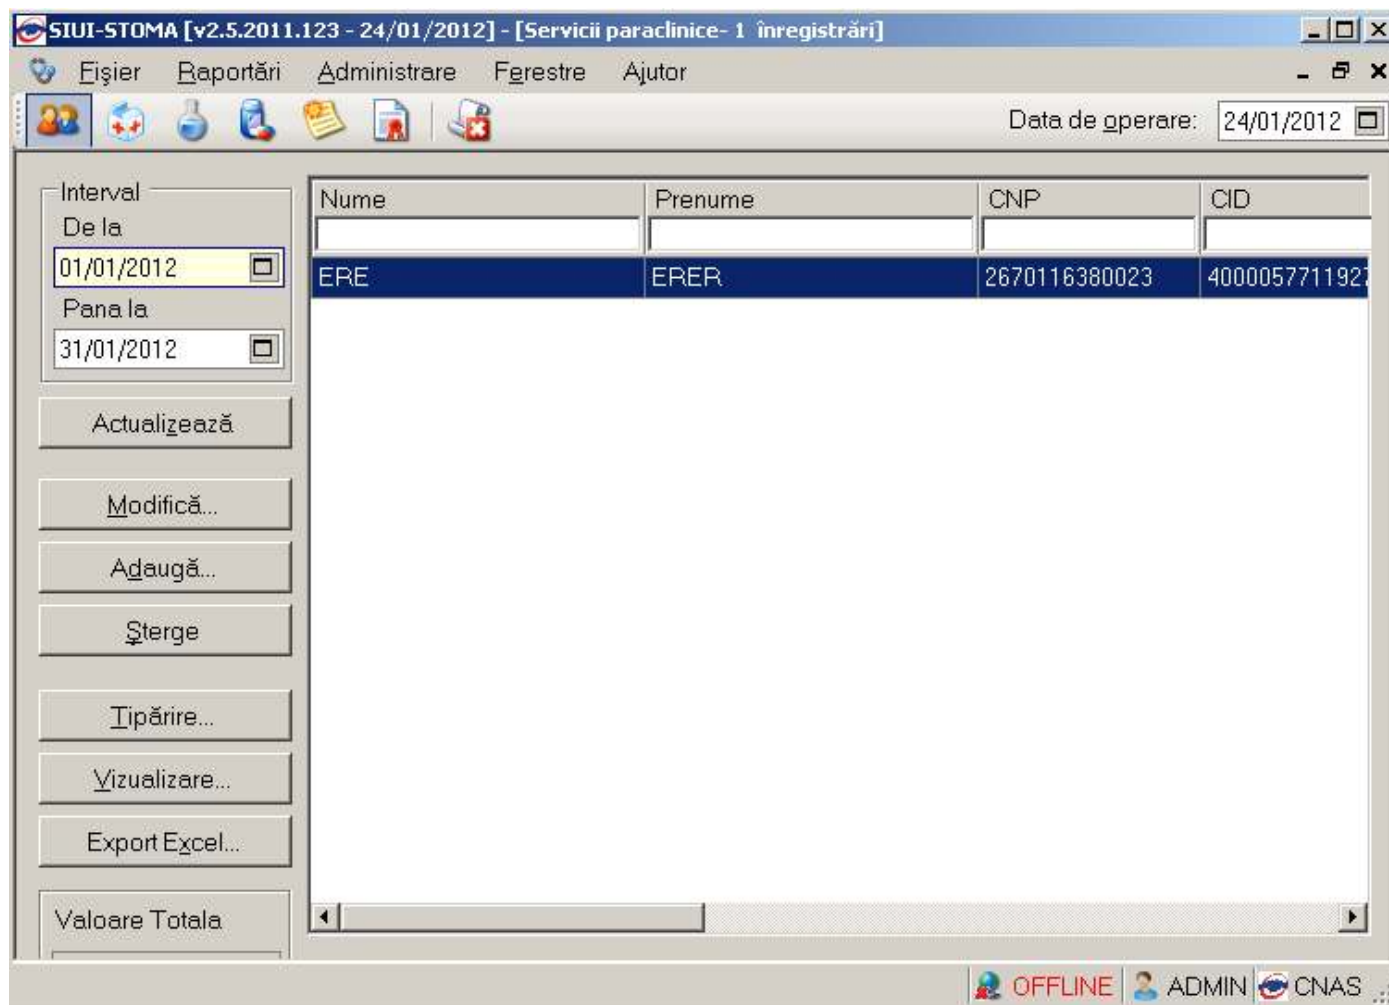 SIUI-STOMA [v2.5.2011.123 - 24/01/2012] - [Servicii paraclinice- 1 înregistrări]
Fişier Raportări Administrare Ferestre Ajutor
Data de operare: 24/01/2012
Interval
De la
01/01/2012
Pana la
31/01/2012
Actualizează
Modifică...
Adaugă...
Şterge
Tipărire...
Vizualizare...
Export Excel...
Valoare Totala
Nume Prenume CNP CID
ERE ERER 2670116380023 400005771192
OFFLINE ADMIN CNAS